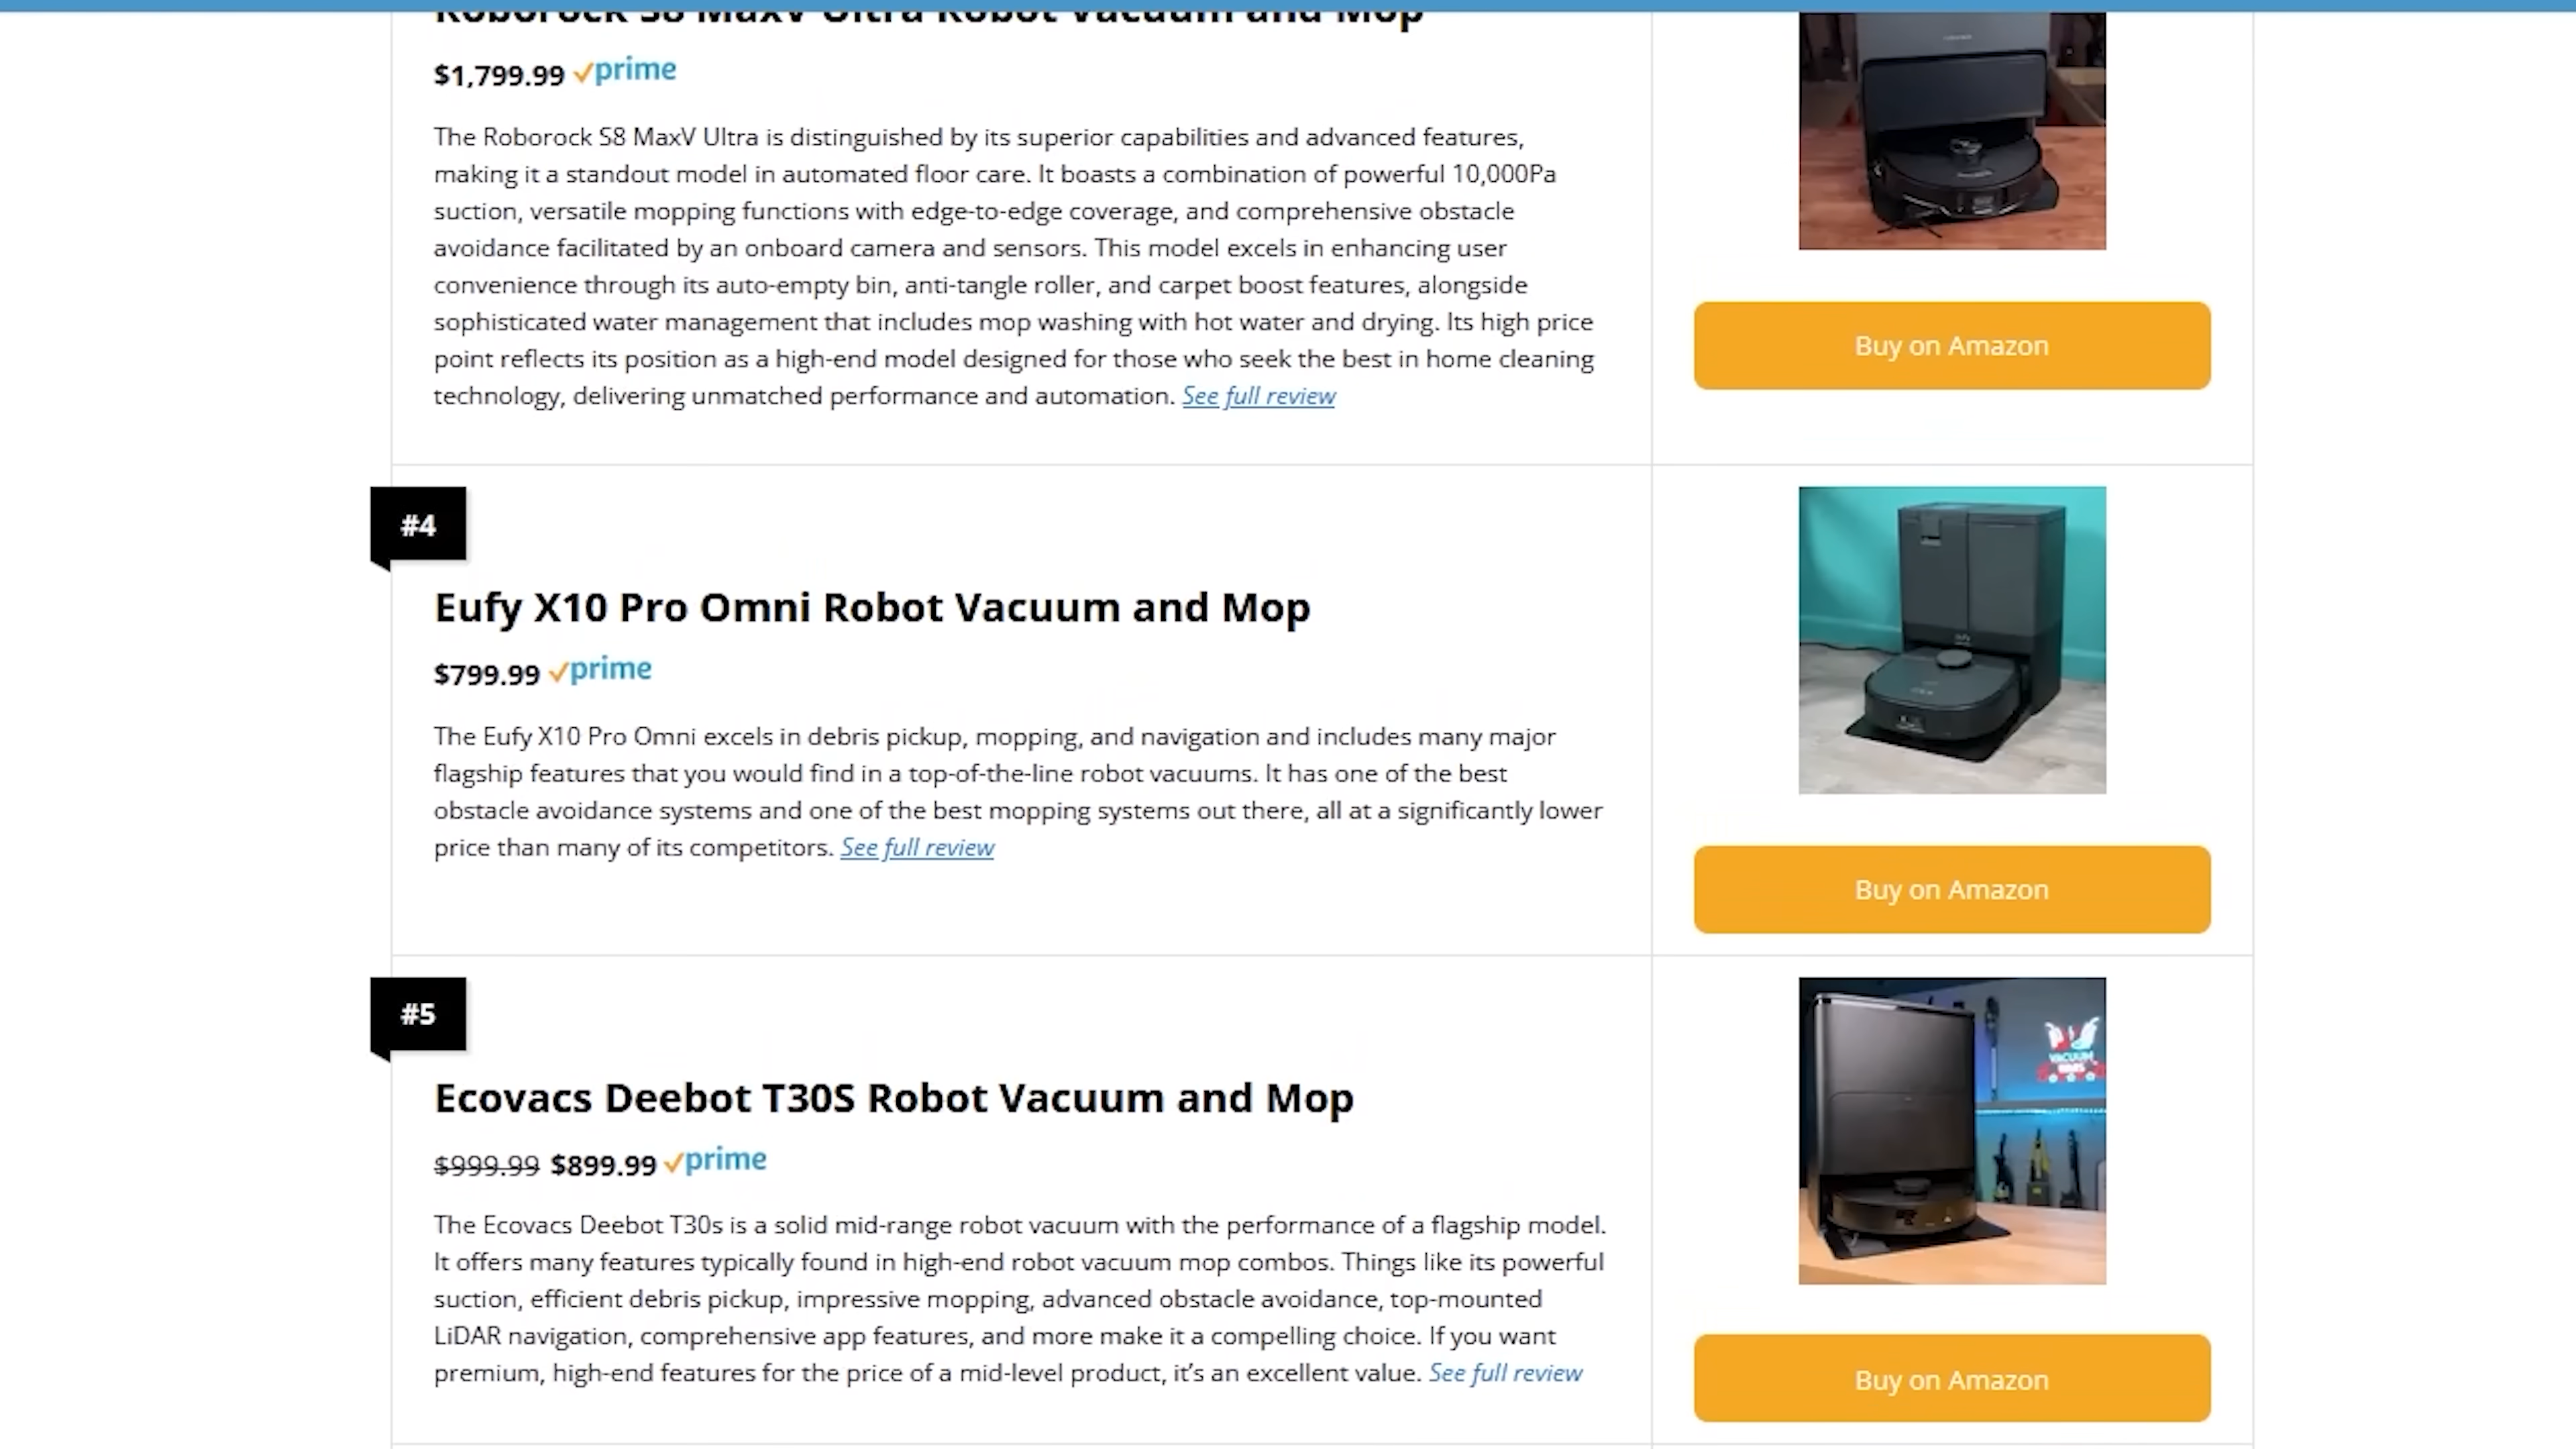 Roborock S8 MaxV Ultra Robot Vacuum and Mop
$1,799.99 prime
The Roborock S8 MaxV Ultra is distinguished by its superior capabilities and advanced features,
making it a standout model in automated floor care. It boasts a combination of powerful 10,000Pa
suction, versatile mopping functions with edge-to-edge coverage, and comprehensive obstacle
avoidance facilitated by an onboard camera and sensors. This model excels in enhancing user
convenience through its auto-empty bin, anti-tangle roller, and carpet boost features, alongside
sophisticated water management that includes mop washing with hot water and drying. Its high price
point reflects its position as a high-end model designed for those who seek the best in home cleaning
technology, delivering unmatched performance and automation. See full review
Buy on Amazon
#4
Eufy X10 Pro Omni Robot Vacuum and Mop
$799.99 prime
The Eufy X10 Pro Omni excels in debris pickup, mopping, and navigation and includes many major
flagship features that you would find in a top-of-the-line robot vacuums. It has one of the best
obstacle avoidance systems and one of the best mopping systems out there, all at a significantly lower
price than many of its competitors. See full review
Buy on Amazon
#5
Ecovacs Deebot T30S Robot Vacuum and Mop
$999.99 $899.99 prime
The Ecovacs Deebot T30s is a solid mid-range robot vacuum with the performance of a flagship model.
It offers many features typically found in high-end robot vacuum mop combos. Things like its powerful
suction, efficient debris pickup, impressive mopping, advanced obstacle avoidance, top-mounted
LiDAR navigation, comprehensive app features, and more make it a compelling choice. If you want
premium, high-end features for the price of a mid-level product, it’s an excellent value. See full review
VACUUM
WARS
Buy on Amazon